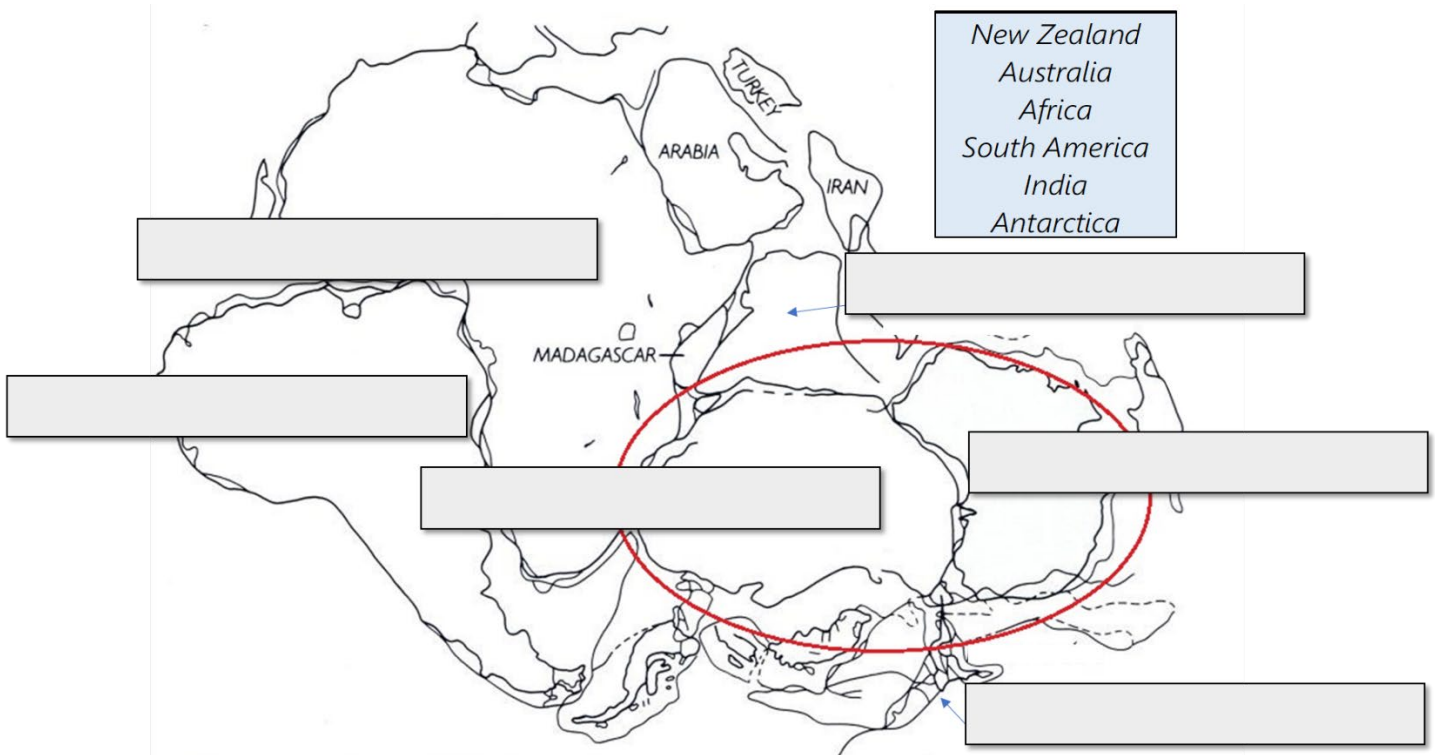 New Zealand
Australia
Africa
South America
India
Antarctica
TURKEY
ARABIA
IRAN
MADAGASCAR